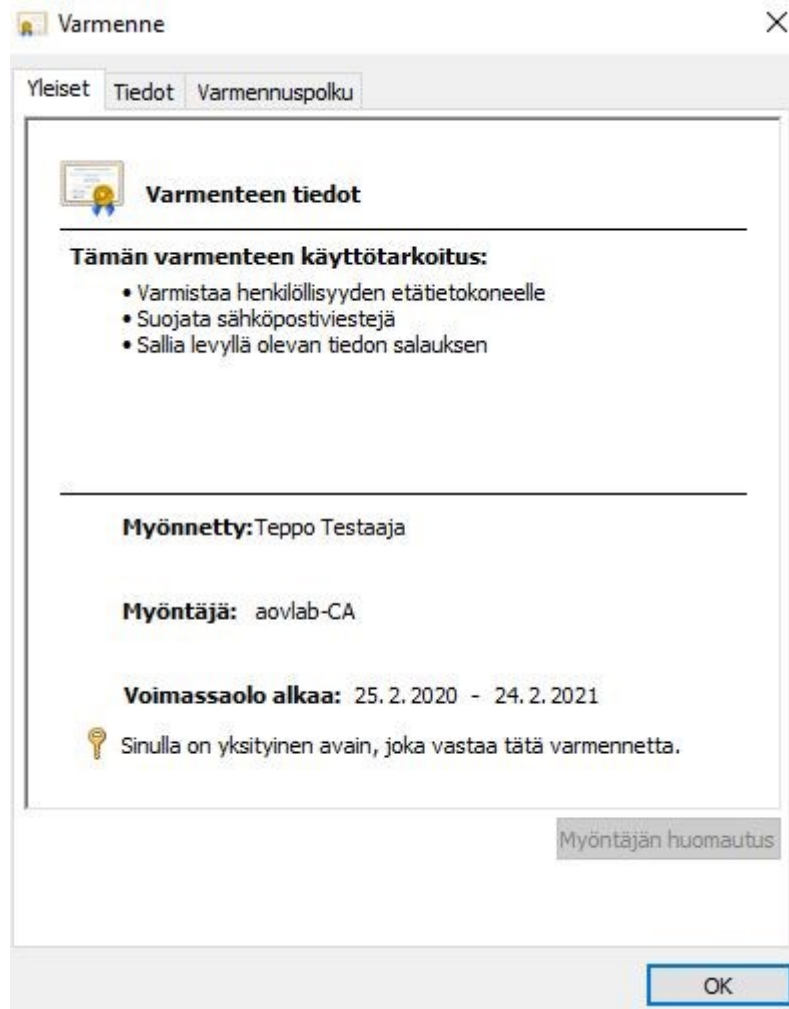 Varmenne
Yleiset Tiedot Varmennuspolku
Varmenteen tiedot
Tämän varmenteen käyttötarkoitus:
• Varmistaa henkilöllisyyden etätietokoneelle
• Suojata sähköpostiviestejä
• Sallia levyllä olevan tiedon salauksen
Myönnetty: Teppo Testaaja
Myöntäjä: aovlab-CA
Voimassaolo alkaa: 25.2.2020 - 24.2.2021
Sinulla on yksityinen avain, joka vastaa tätä varmennetta.
Myöntäjän huomautus
OK